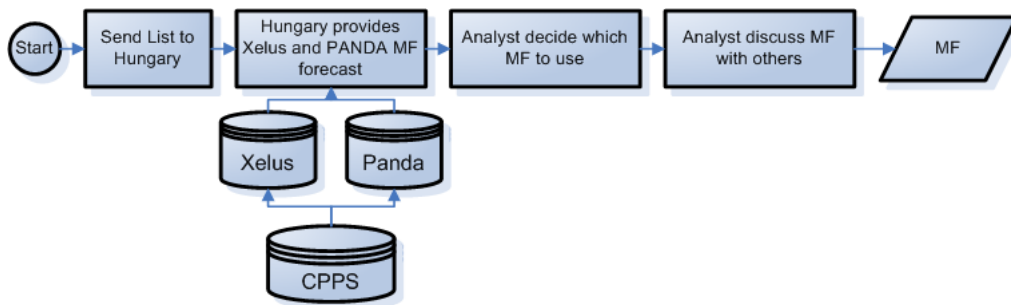 Start
Send List to
Hungary
Hungary provides
Xelus and PANDA MF
forecast
Analyst decide which
MF to use
Analyst discuss MF
with others
MF
Xelus
Panda
CPPS